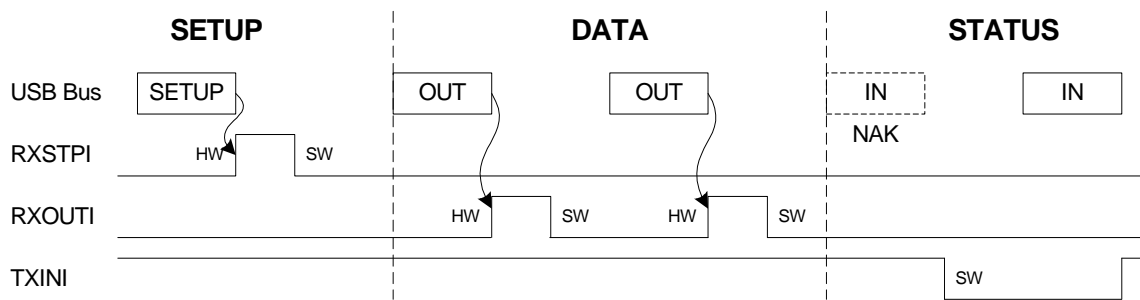 SETUP DATA STATUS
USB Bus SETUP OUT OUT IN IN
NAK
RXSTPI HW SW
RXOUTI HW SW HW SW
TXINI SW